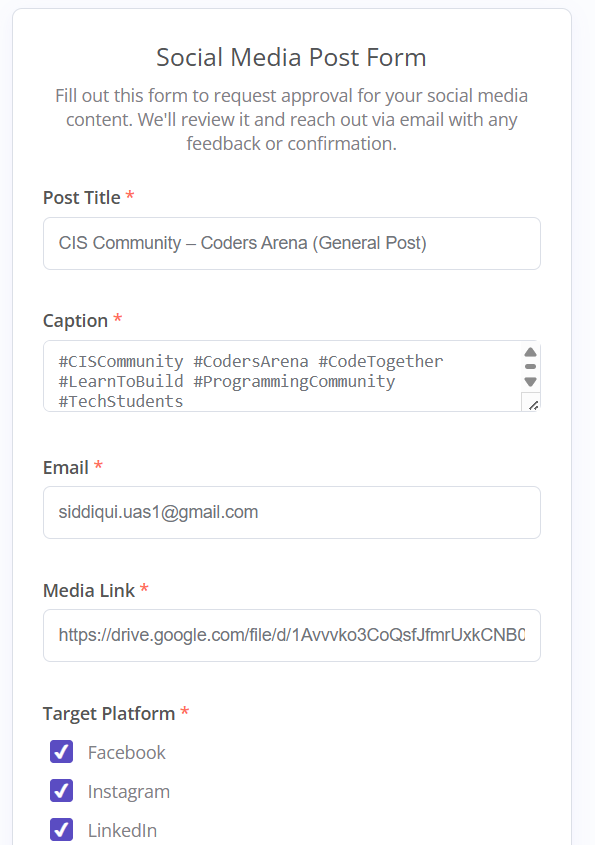 Social Media Post Form
Fill out this form to request approval for your social media
content. We'll review it and reach out via email with any
feedback or confirmation.
Post Title *
CIS Community – Coders Arena (General Post)
Caption *
#CISCommunity #CodersArena #CodeTogether
#LearnToBuild #ProgrammingCommunity
#TechStudents
Email *
siddiqui.uas1@gmail.com
Media Link *
https://drive.google.com/file/d/1Avvvko3CoQsfJfmrUxkCNB0
Target Platform *
Facebook
Instagram
LinkedIn